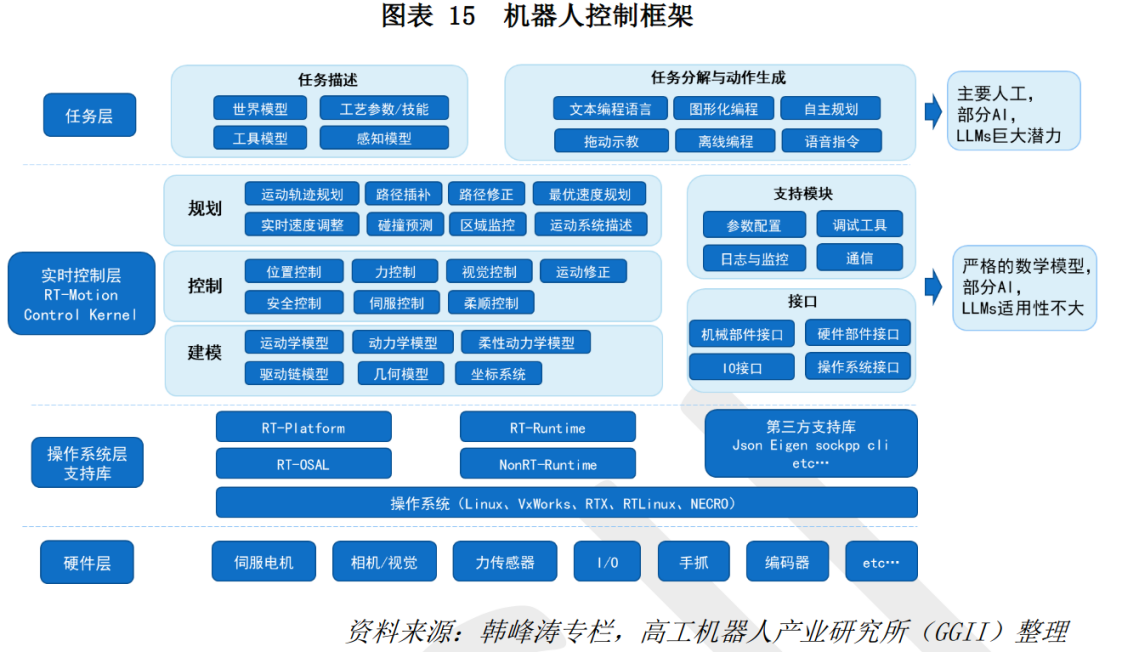 图表 15 机器人控制框架
任务层
任务描述
世界模型
工艺参数/技能
工具模型
感知模型
任务分解与动作生成
文本编程语言
图形化编程
自主规划
拖动示教
离线编程
语音指令
主要人工，
部分AI，
LLMs巨大潜力
实时控制层
RT-Motion
Control Kernel
规划
运动轨迹规划
路径插补
路径修正
最优速度规划
实时速度调整
碰撞预测
区域监控
运动系统描述
控制
位置控制
力控制
视觉控制
运动修正
安全控制
伺服控制
柔顺控制
建模
运动学模型
动力学模型
柔性动力学模型
驱动链模型
几何模型
坐标系统
支持模块
参数配置
调试工具
日志与监控
通信
接口
机械部件接口
硬件部件接口
IO接口
操作系统接口
严格的数学模型，
部分AI，
LLMs适用性不大
操作系统层
支持库
RT-Platform
RT-Runtime
RT-OSAL
NonRT-Runtime
第三方支持库
Json Eigen sockpp cli
etc…
操作系统（Linux、VxWorks、RTX、RTLinux、NECRO）
硬件层
伺服电机
相机/视觉
力传感器
I/O
手抓
编码器
etc…
资料来源：韩峰涛专栏，高工机器人产业研究所（GGII）整理